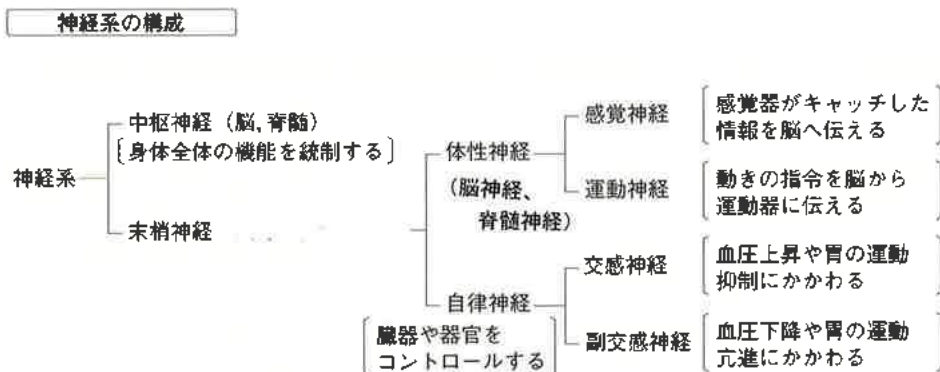 神経系の構成
神経系
中枢神経（脳,脊髄）
身体全体の機能を統制する
末梢神経
体性神経
（脳神経、
脊髄神経）
感覚神経
感覚器がキャッチした
情報を脳へ伝える
運動神経
動きの指令を脳から
運動器に伝える
自律神経
臓器や器官を
コントロールする
交感神経
血圧上昇や胃の運動
抑制にかかわる
副交感神経
血圧下降や胃の運動
亢進にかかわる